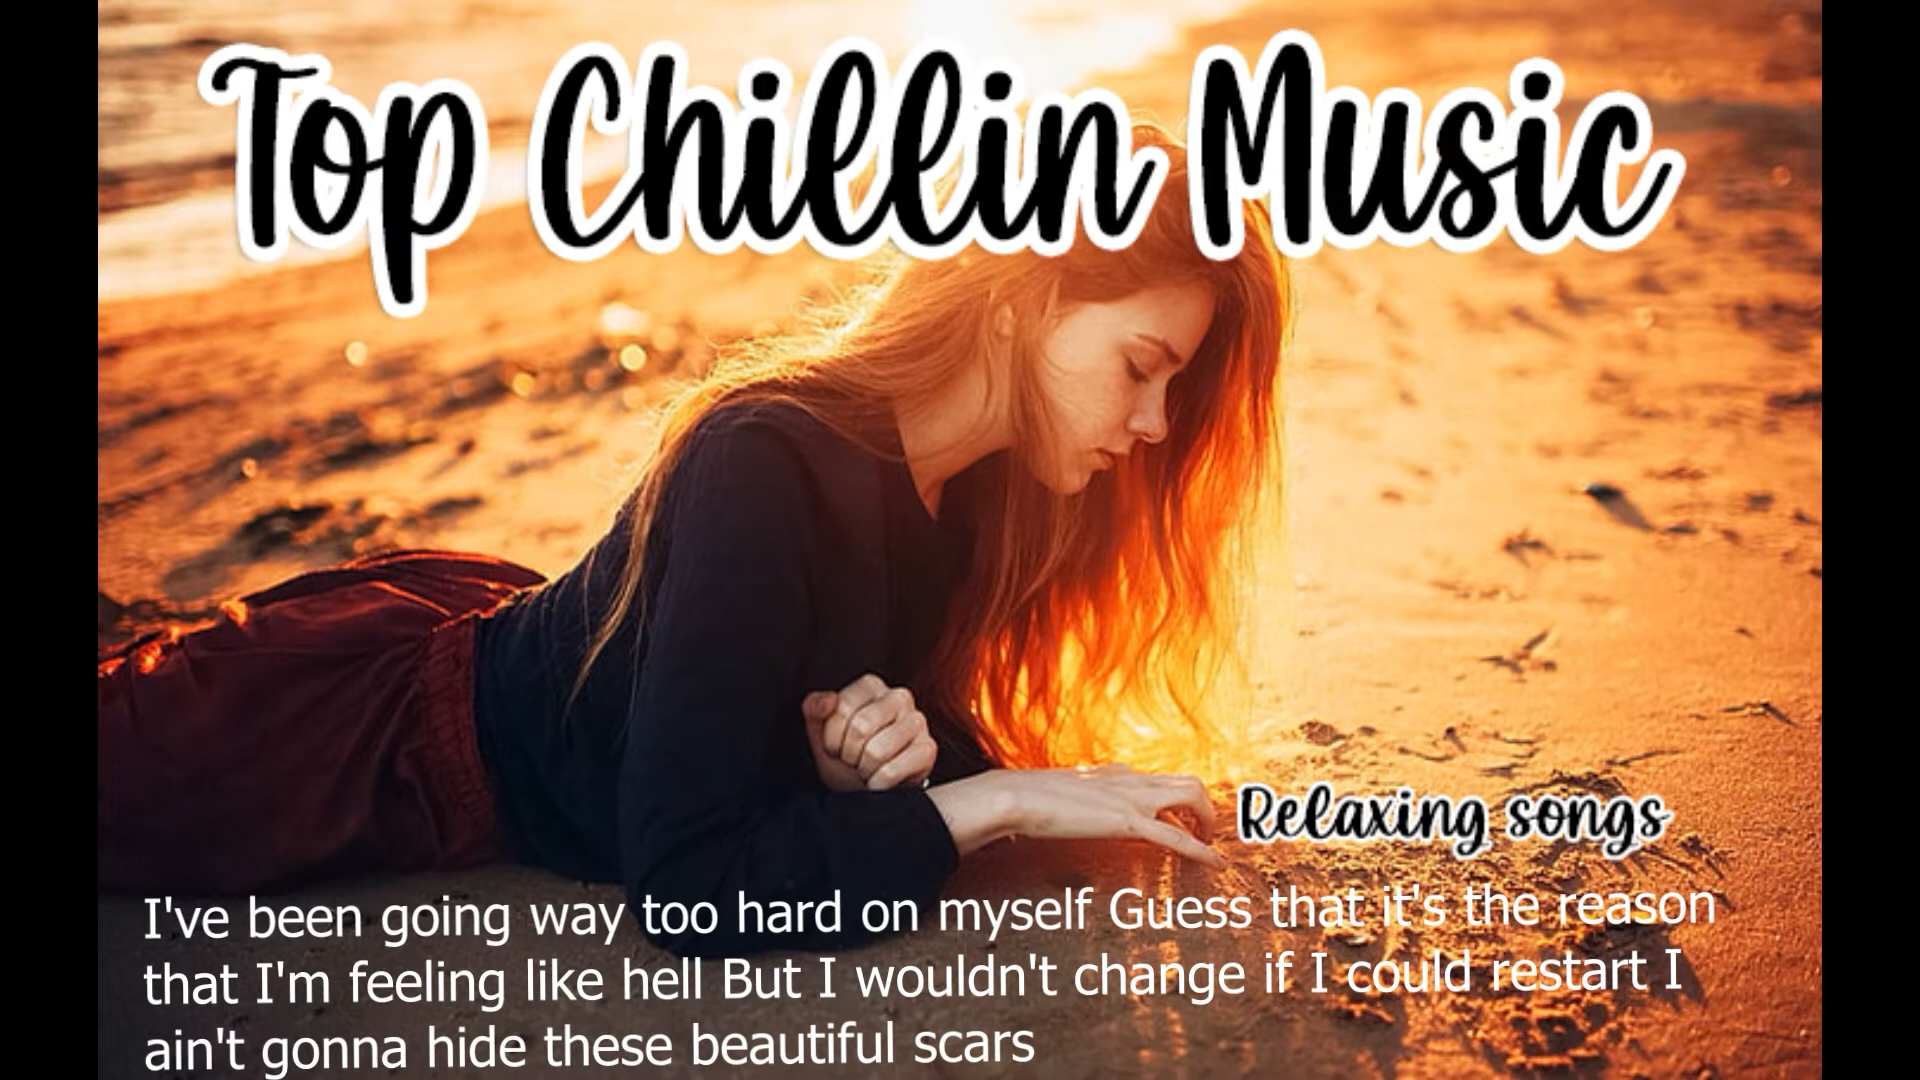 Top Chillin Music
Relaxing songs
I've been going way too hard on myself Guess that it's the reason
that I'm feeling like hell But I wouldn't change if I could restart I
ain't gonna hide these beautiful scars